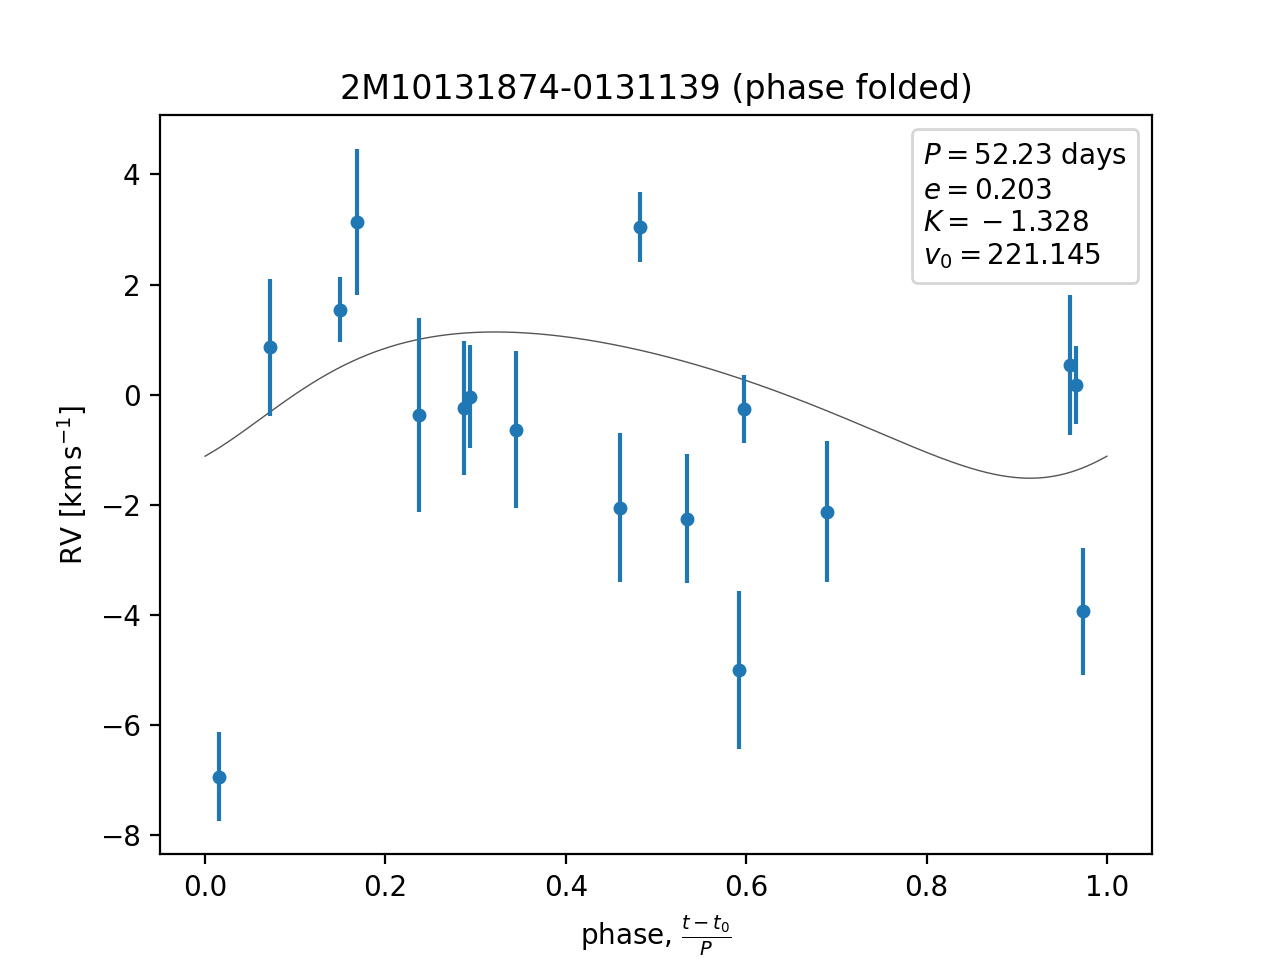 2M10131874-0131139 (phase folded)
P = 52.23 days
e = 0.203
K = −1.328
v₀ = 221.145
4
2
0
−2
−4
−6
−8
RV [km s⁻¹]
0.0 0.2 0.4 0.6 0.8 1.0
phase, (t − t₀)/P